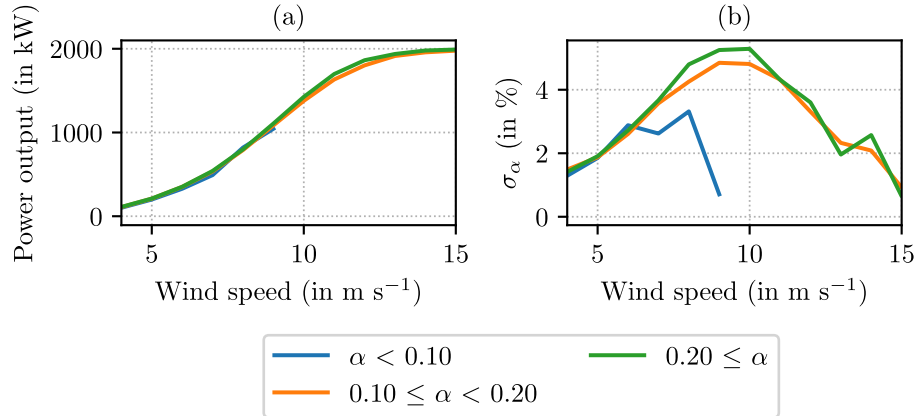 (a)
Power output (in kW)
2000
1000
0
5
10
15
Wind speed (in m s⁻¹)
(b)
σα (in %)
4
2
0
5
10
15
Wind speed (in m s⁻¹)
α < 0.10
0.10 ≤ α < 0.20
0.20 ≤ α